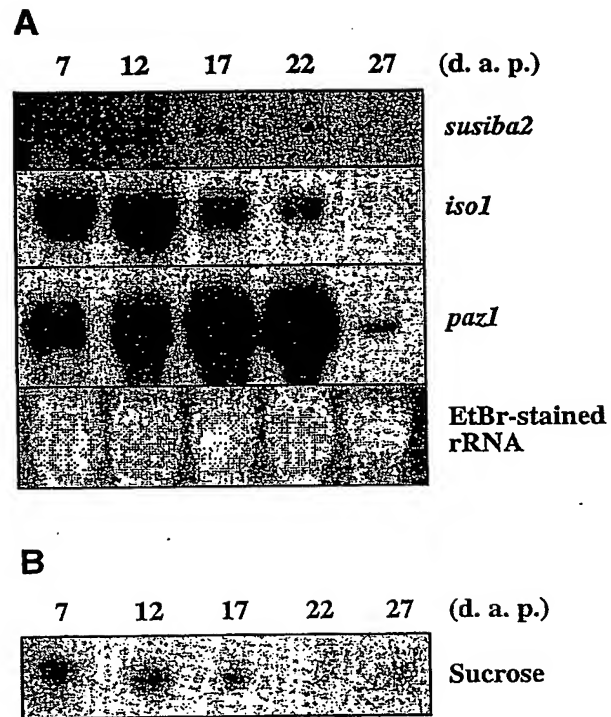 A
7 12 17 22 27 (d. a. p.)
susiba2
iso1
paz1
EtBr-stained
rRNA
B
7 12 17 22 27 (d. a. p.)
Sucrose